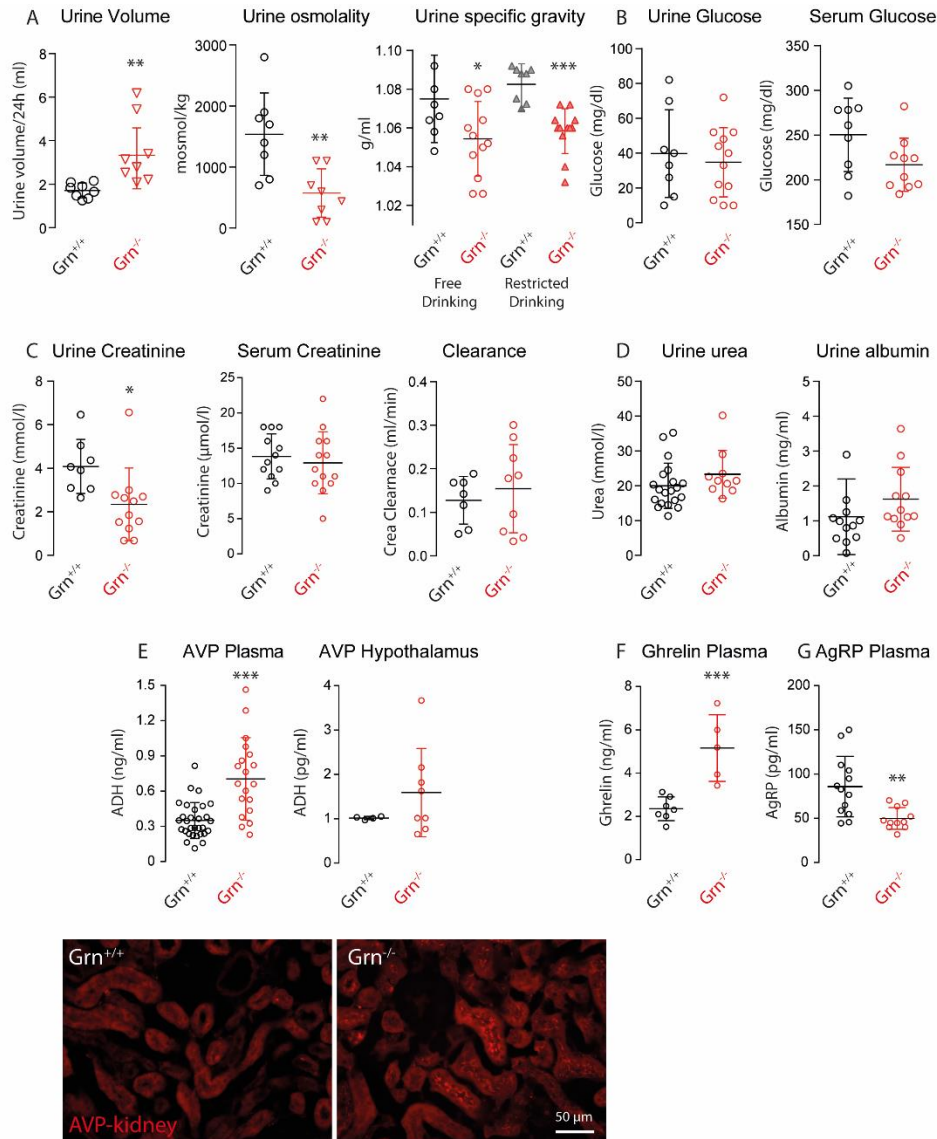 A Urine Volume Urine osmolality Urine specific gravity B Urine Glucose Serum Glucose
Urine volume/24h (ml)
8
6
4
2
0
**
Grn+/+
Grn-/-
mosmol/kg
3000
2000
1000
0
**
Grn+/+
Grn-/-
g/ml
1.10
1.08
1.06
1.04
1.02
* ***
Grn+/+
Grn-/-
Grn+/+
Grn-/-
Free
Drinking
Restricted
Drinking
Glucose (mg/dl)
100
80
60
40
20
0
Grn+/+
Grn-/-
Glucose (mg/dl)
350
300
250
200
150
Grn+/+
Grn-/-
C Urine Creatinine Serum Creatinine Clearance D Urine urea Urine albumin
Creatinine (mmol/l)
8
6
4
2
0
*
Grn+/+
Grn-/-
Creatinine (µmol/l)
25
20
15
10
5
0
Grn+/+
Grn-/-
Crea Clearnace (ml/min)
0.4
0.3
0.2
0.1
0
Grn+/+
Grn-/-
Urea (mmol/l)
50
40
30
20
10
0
Grn+/+
Grn-/-
Albumin (mg/ml)
5
4
3
2
1
0
Grn+/+
Grn-/-
E AVP Plasma AVP Hypothalamus F Ghrelin Plasma G AgRP Plasma
ADH (ng/ml)
1.5
1.2
0.9
0.6
0.3
0
***
Grn+/+
Grn-/-
ADH (pg/ml)
4
3
2
1
0
Grn+/+
Grn-/-
Ghrelin (ng/ml)
8
6
4
2
0
***
Grn+/+
Grn-/-
AgRP (pg/ml)
200
150
100
50
0
**
Grn+/+
Grn-/-
Grn+/+
Grn-/-
AVP-kidney
50 µm